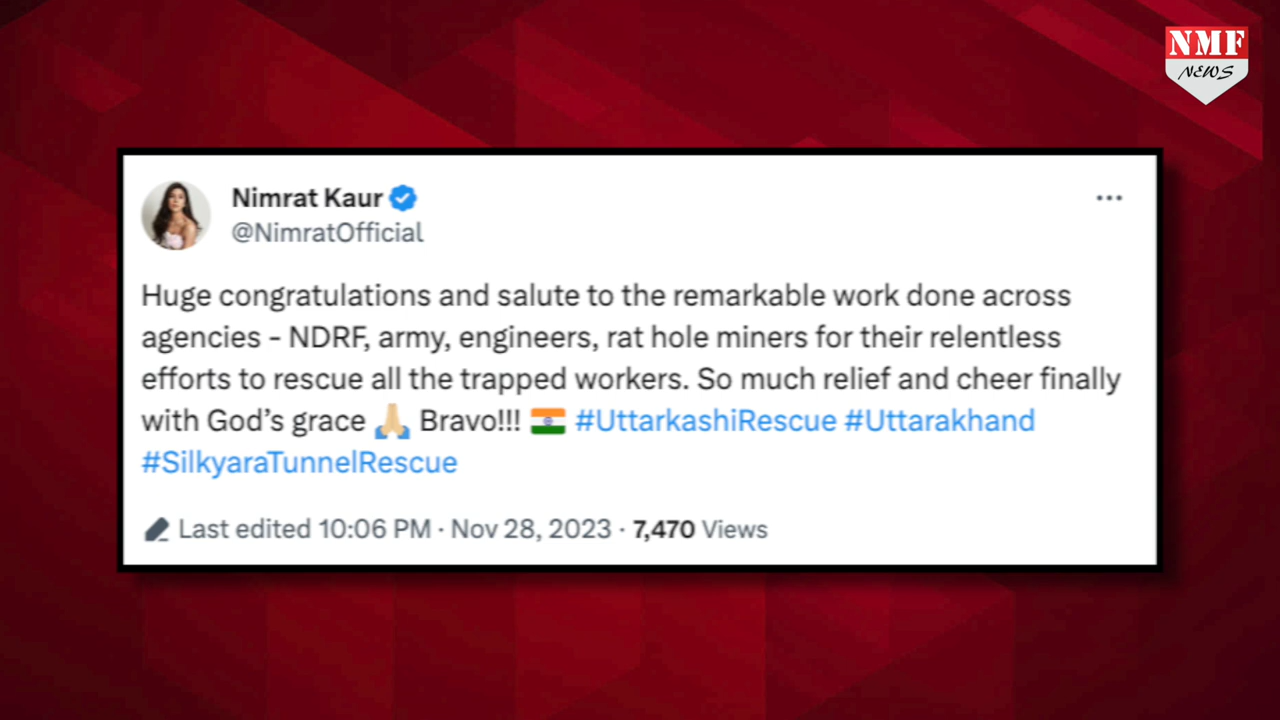 NMF
NEWS
Nimrat Kaur
@NimratOfficial
Huge congratulations and salute to the remarkable work done across
agencies - NDRF, army, engineers, rat hole miners for their relentless
efforts to rescue all the trapped workers. So much relief and cheer finally
with God’s grace 🙏🏼 Bravo!!! 🇮🇳 #UttarkashiRescue #Uttarakhand
#SilkyaraTunnelRescue
Last edited 10:06 PM · Nov 28, 2023 · 7,470 Views